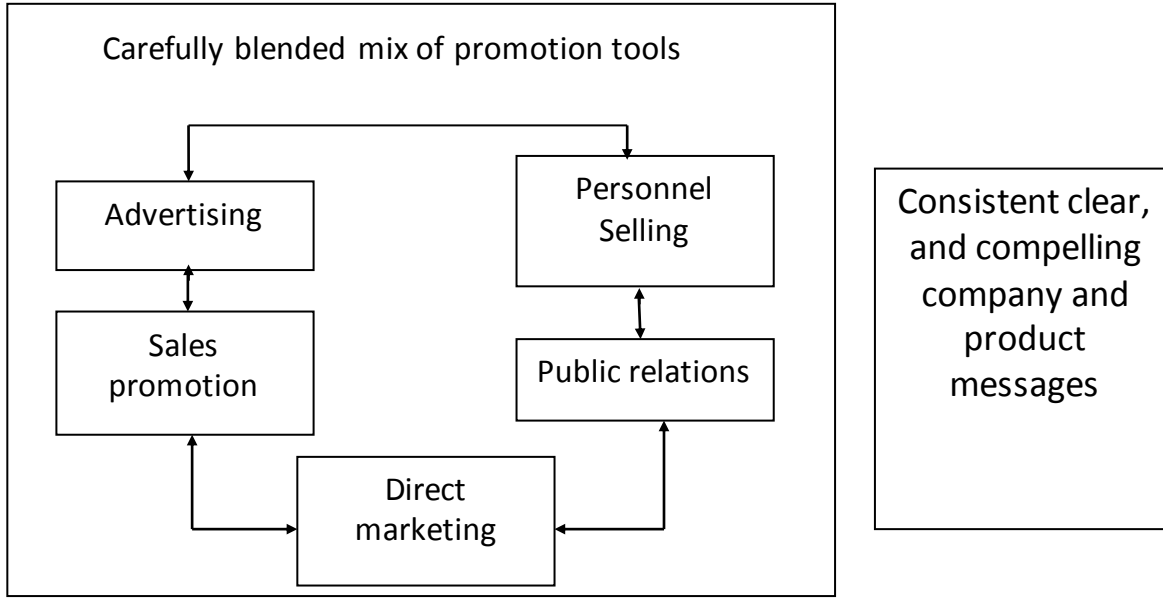 Carefully blended mix of promotion tools
Advertising
Personnel
Selling
Sales
promotion
Public relations
Direct
marketing
Consistent clear,
and compelling
company and
product
messages